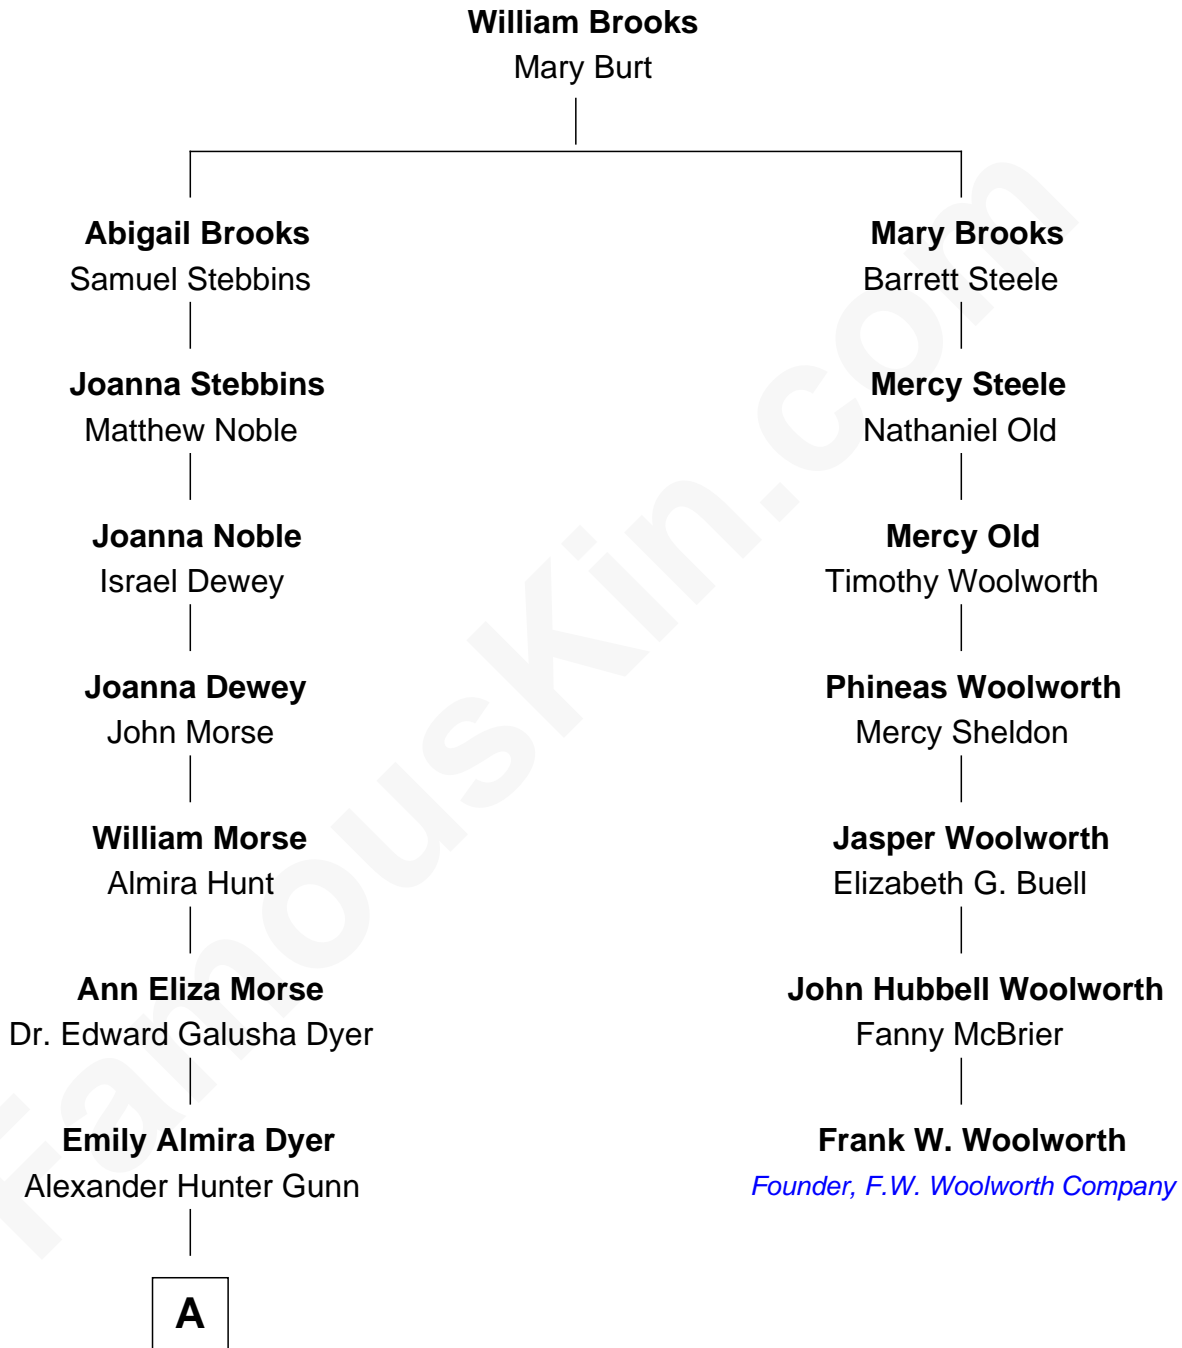 William Brooks
Mary Burt
Abigail Brooks
Samuel Stebbins
Mary Brooks
Barrett Steele
Joanna Stebbins
Matthew Noble
Mercy Steele
Nathaniel Old
Joanna Noble
Israel Dewey
Mercy Old
Timothy Woolworth
Joanna Dewey
John Morse
Phineas Woolworth
Mercy Sheldon
William Morse
Almira Hunt
Jasper Woolworth
Elizabeth G. Buell
Ann Eliza Morse
Dr. Edward Galusha Dyer
John Hubbell Woolworth
Fanny McBrier
Emily Almira Dyer
Alexander Hunter Gunn
Frank W. Woolworth
Founder, F.W. Woolworth Company
A
FamousKin.com